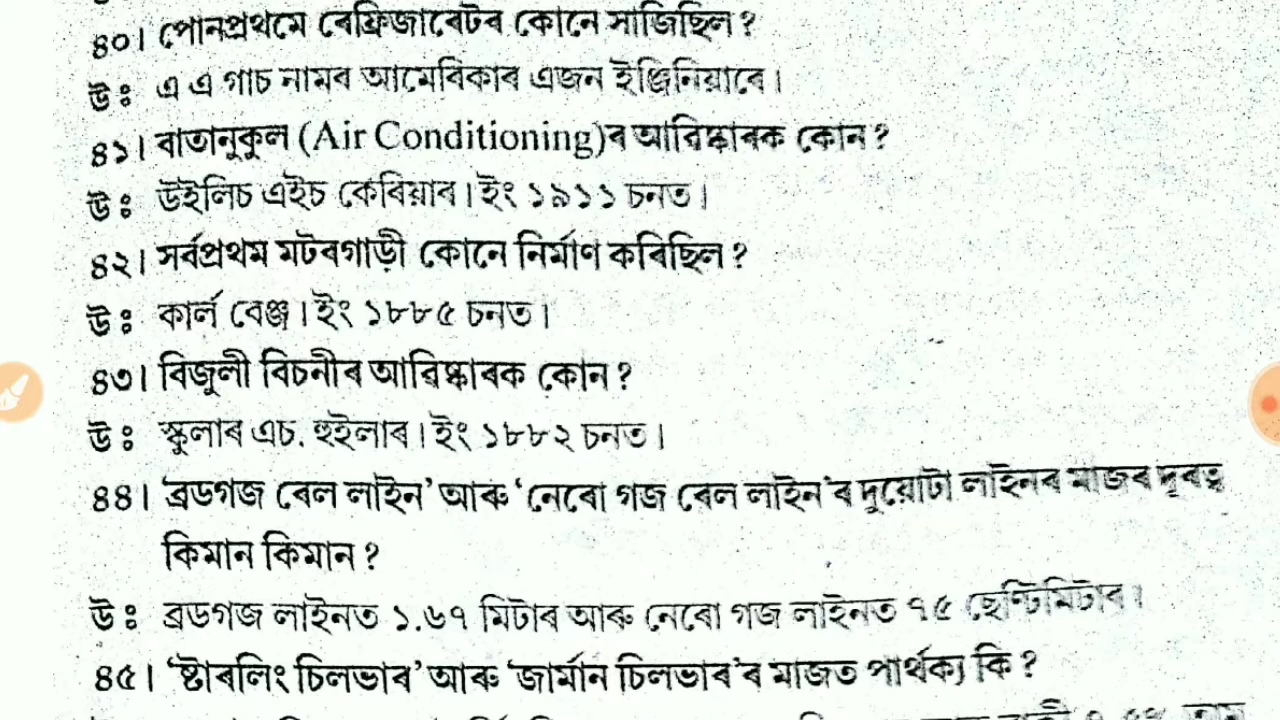 ৪০। পোনপ্ৰথমে ৰেফ্ৰিজাৰেটৰ কোনে সাজিছিল?
উঃ এ এ গাচ নামৰ আমেৰিকাৰ এজন ইঞ্জিনিয়াৰে।
৪১। বাতানুকুল (Air Conditioning)ৰ আৱিষ্কাৰক কোন?
উঃ উইলিচ এইচ কেৰিয়াৰ। ইং ১৯১১ চনত।
৪২। সৰ্বপ্ৰথম মটৰগাড়ী কোনে নিৰ্মাণ কৰিছিল?
উঃ কাৰ্ল বেঞ্জ। ইং ১৮৮৫ চনত।
৪৩। বিজুলী বিচনীৰ আৱিষ্কাৰক কোন?
উঃ স্কুলাৰ এচ. হুইলাৰ। ইং ১৮৮২ চনত।
৪৪। ‘ব্ৰডগজ ৰেল লাইন’ আৰু ‘নেৰো গজ ৰেল লাইন’ৰ দুয়োটা লাইনৰ মাজৰ দূৰত্ব
কিমান কিমান?
উঃ ব্ৰডগজ লাইনত ১.৬৭ মিটাৰ আৰু নেৰো গজ লাইনত ৭৫ ছেণ্টিমিটাৰ।
৪৫। ‘ষ্টাৰলিং চিলভাৰ’ আৰু ‘জাৰ্মান চিলভাৰ’ৰ মাজত পাৰ্থক্য কি?